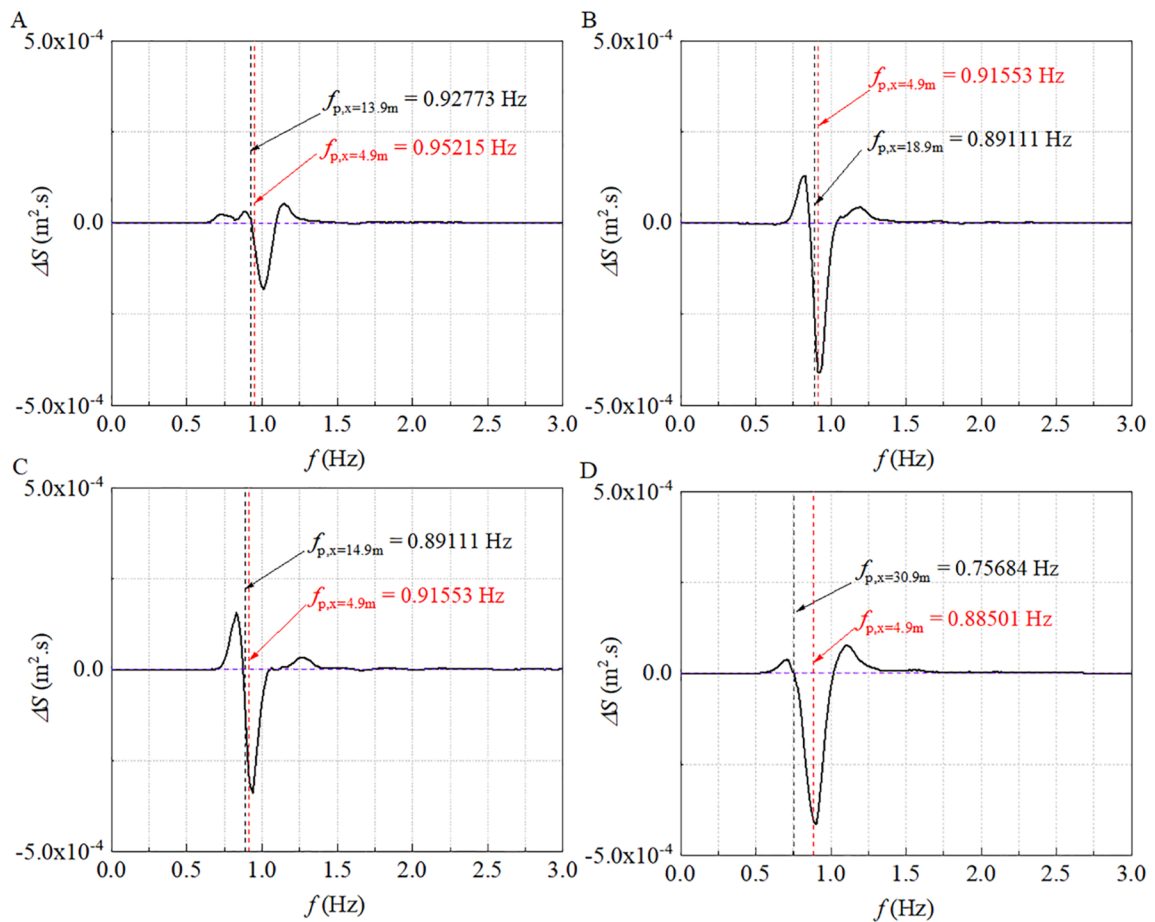 A
5.0x10⁻⁴
0.0
-5.0x10⁻⁴
ΔS (m².s)
fp,x=13.9m = 0.92773 Hz
fp,x=4.9m = 0.95215 Hz
0.0 0.5 1.0 1.5 2.0 2.5 3.0
f (Hz)
B
5.0x10⁻⁴
0.0
-5.0x10⁻⁴
ΔS (m².s)
fp,x=4.9m = 0.91553 Hz
fp,x=18.9m = 0.89111 Hz
0.0 0.5 1.0 1.5 2.0 2.5 3.0
f (Hz)
C
5.0x10⁻⁴
0.0
-5.0x10⁻⁴
ΔS (m².s)
fp,x=14.9m = 0.89111 Hz
fp,x=4.9m = 0.91553 Hz
0.0 0.5 1.0 1.5 2.0 2.5 3.0
f (Hz)
D
5.0x10⁻⁴
0.0
-5.0x10⁻⁴
ΔS (m².s)
fp,x=30.9m = 0.75684 Hz
fp,x=4.9m = 0.88501 Hz
0.0 0.5 1.0 1.5 2.0 2.5 3.0
f (Hz)